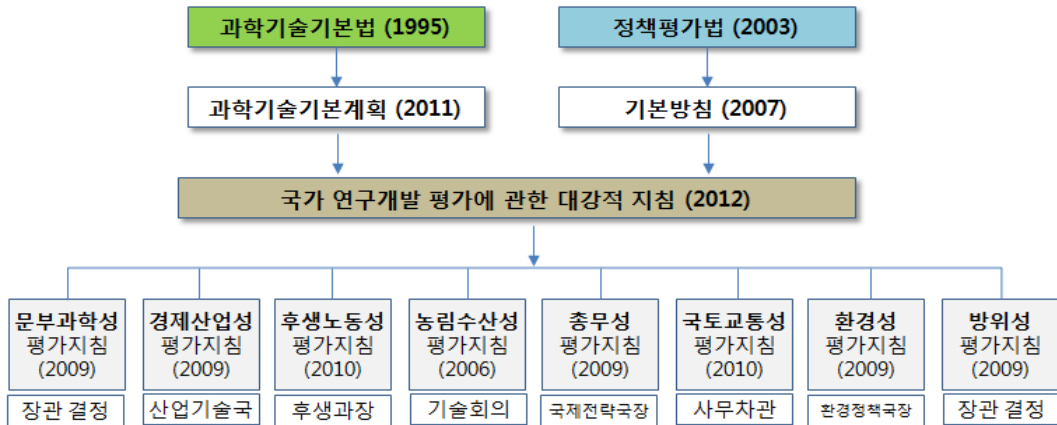 과학기술기본법 (1995)
정책평가법 (2003)
과학기술기본계획 (2011)
기본방침 (2007)
국가 연구개발 평가에 관한 대강적 지침 (2012)
문부과학성
평가지침
(2009)
장관 결정
경제산업성
평가지침
(2009)
산업기술국
후생노동성
평가지침
(2010)
후생과장
농림수산성
평가지침
(2006)
기술회의
총무성
평가지침
(2009)
국제전략국장
국토교통성
평가지침
(2010)
사무차관
환경성
평가지침
(2009)
환경정책국장
방위성
평가지침
(2009)
장관 결정